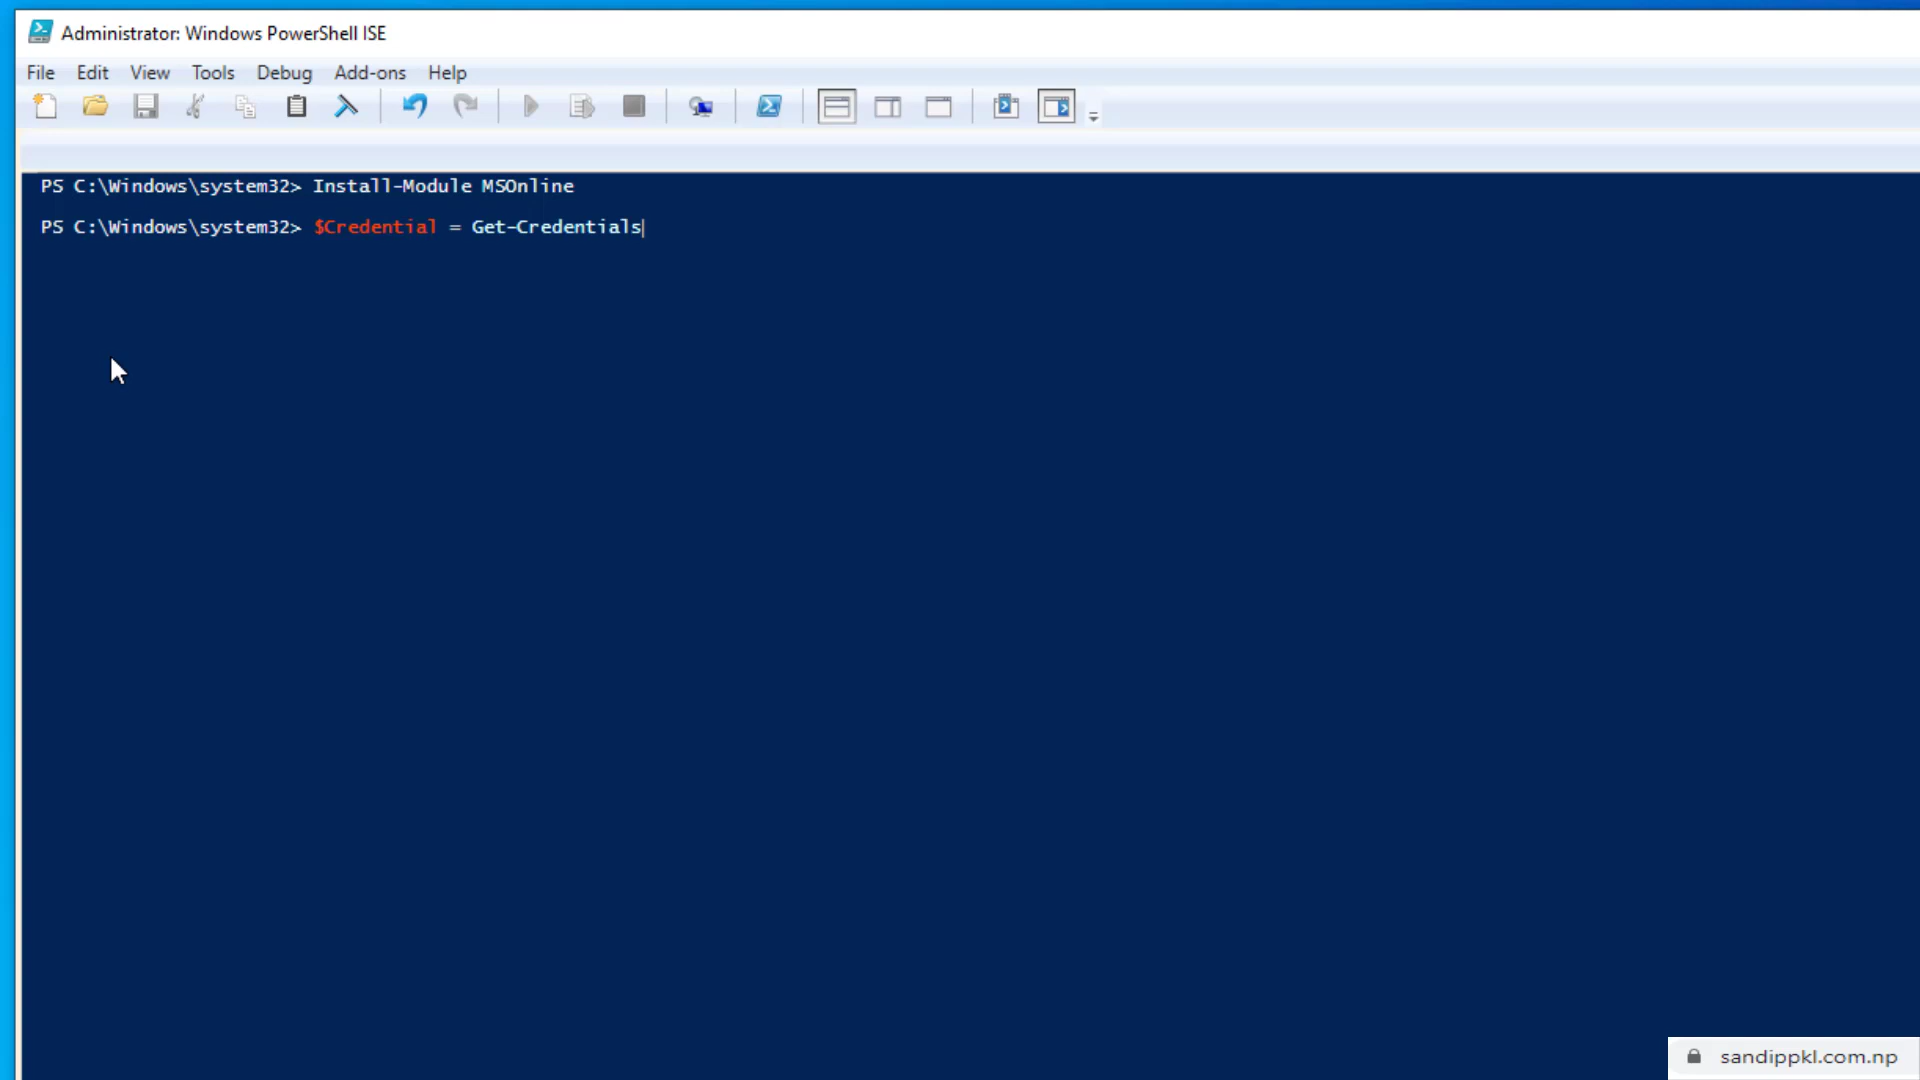 Administrator: Windows PowerShell ISE
File Edit View Tools Debug Add-ons Help
PS C:\Windows\system32> Install-Module MSOnline
PS C:\Windows\system32> $Credential = Get-Credentials
sandippkl.com.np